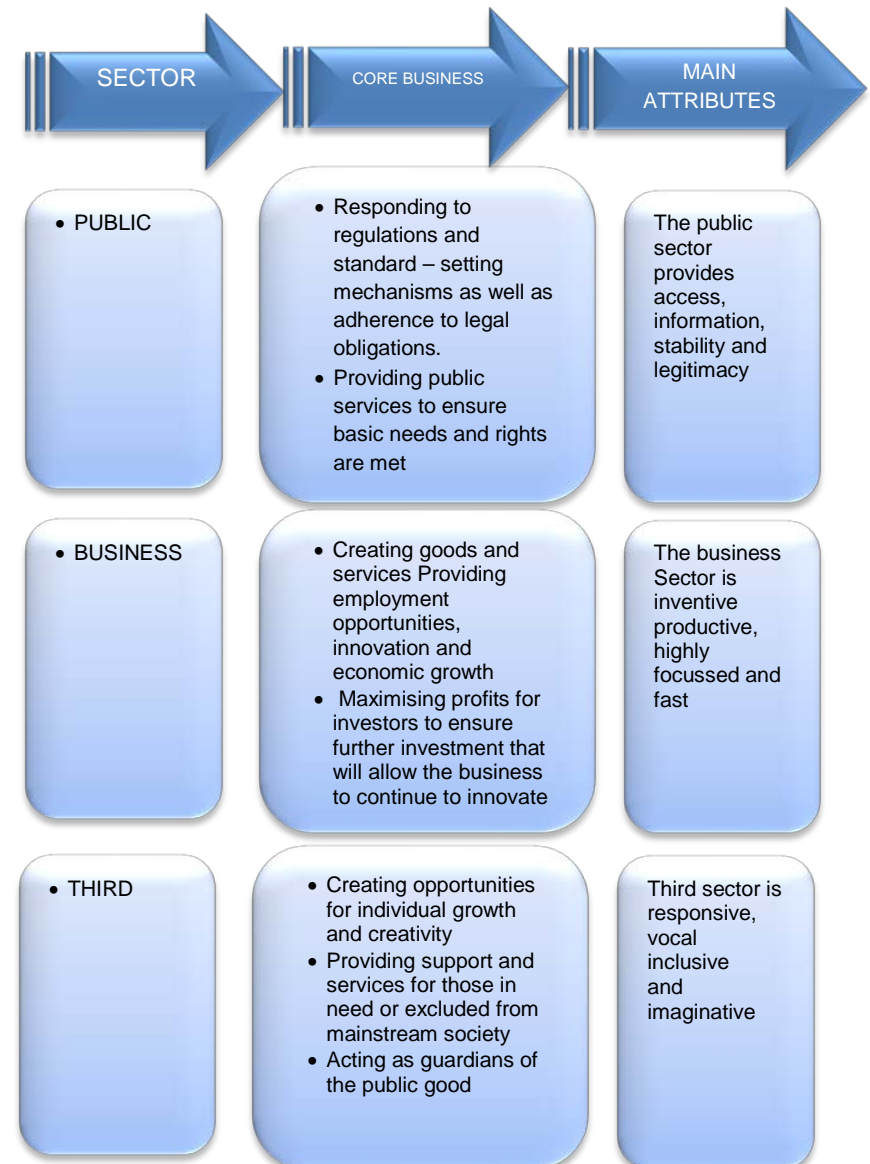 SECTOR
CORE BUSINESS
MAIN
ATTRIBUTES
• PUBLIC
• Responding to
regulations and
standard – setting
mechanisms as well as
adherence to legal
obligations.
• Providing public
services to ensure
basic needs and rights
are met
The public
sector
provides
access,
information,
stability and
legitimacy
• BUSINESS
• Creating goods and
services Providing
employment
opportunities,
innovation and
economic growth
• Maximising profits for
investors to ensure
further investment that
will allow the business
to continue to innovate
The business
Sector is
inventive
productive,
highly
focussed and
fast
• THIRD
• Creating opportunities
for individual growth
and creativity
• Providing support and
services for those in
need or excluded from
mainstream society
• Acting as guardians of
the public good
Third sector is
responsive,
vocal
inclusive
and
imaginative